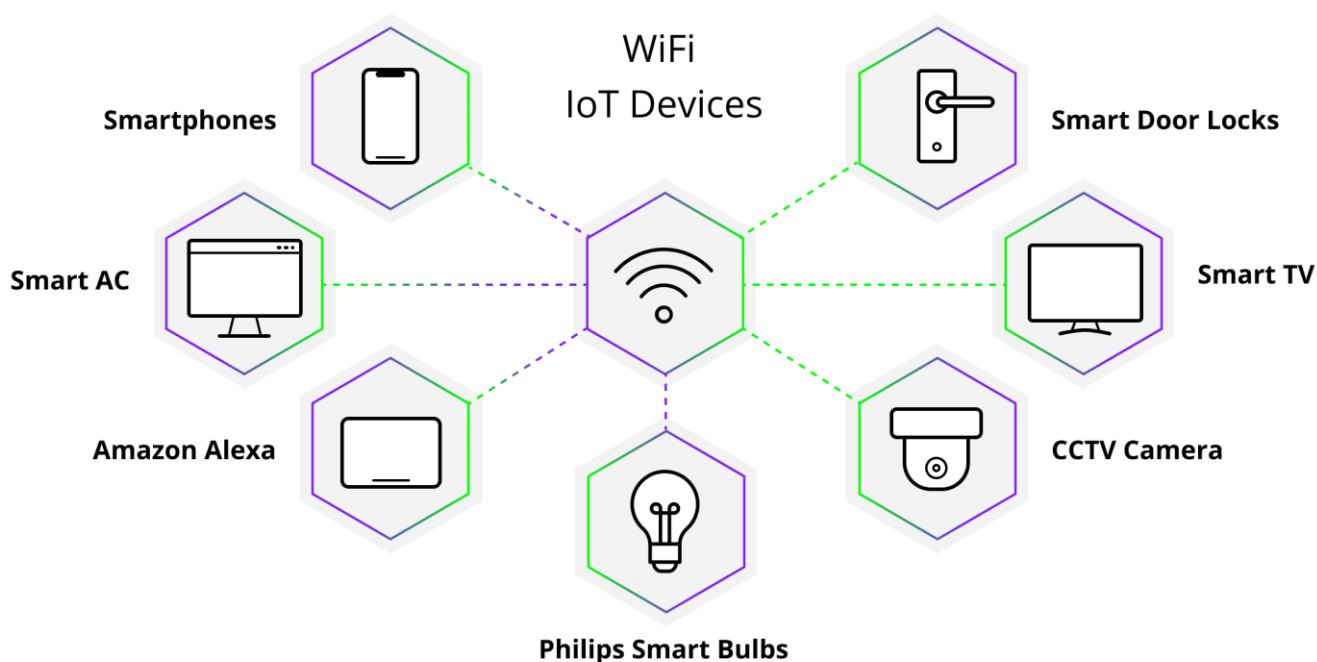 WiFi
IoT Devices
Smartphones
Smart Door Locks
Smart AC
Smart TV
Amazon Alexa
CCTV Camera
Philips Smart Bulbs